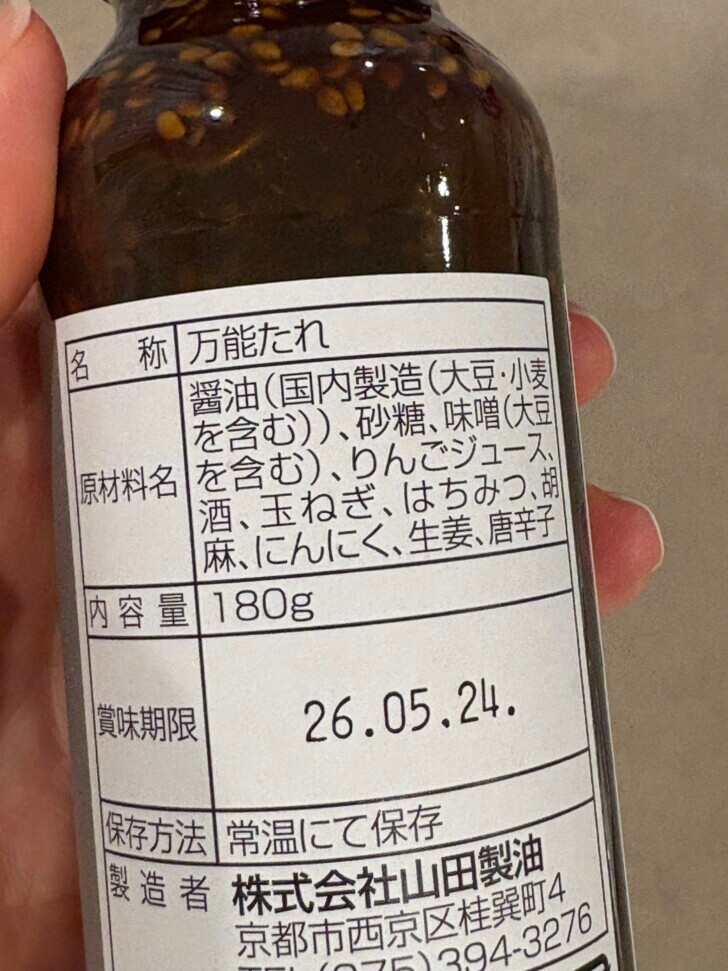 名称 万能たれ
原材料名 醤油(国内製造(大豆・小麦
を含む))、砂糖、味噌(大豆
を含む)、りんごジュース、
酒、玉ねぎ、はちみつ、胡
麻、にんにく、生姜、唐辛子
内容量 180g
賞味期限 26.05.24.
保存方法 常温にて保存
製造者 株式会社山田製油
京都市西京区桂巽町4
TEL(075)394-3276